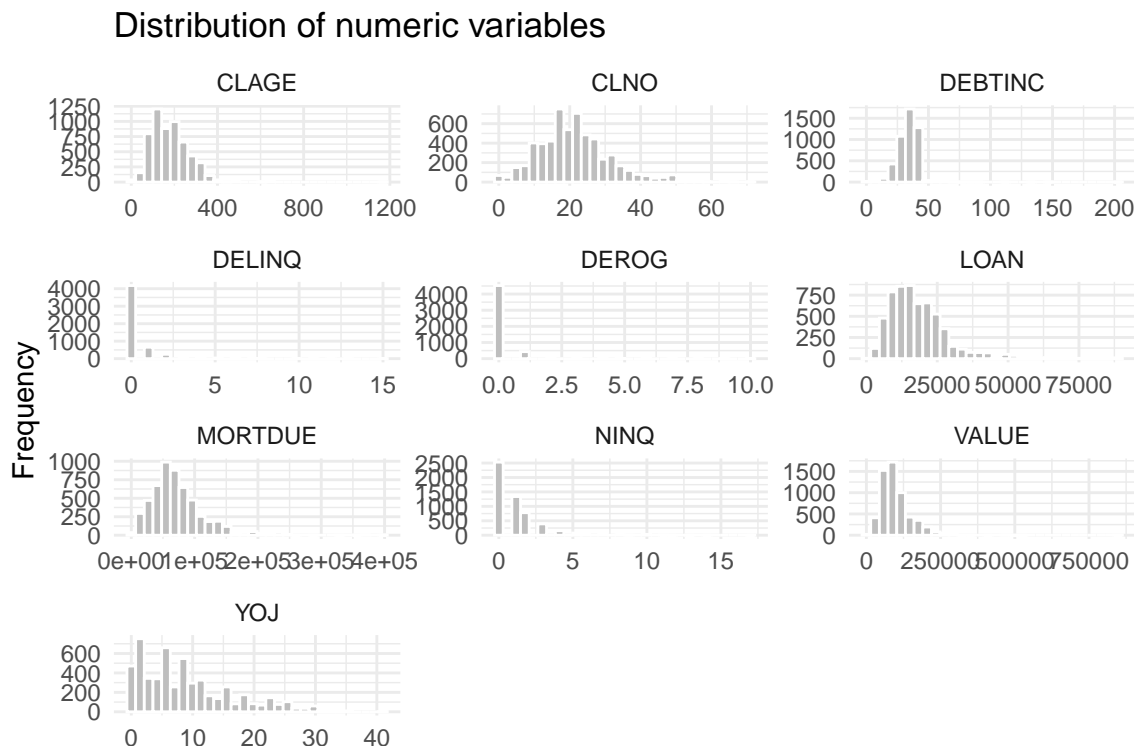 Distribution of numeric variables
CLAGE
1250
1000
750
500
250
0
0 400 800 1200
CLNO
600
400
200
0
0 20 40 60
DEBTINC
1500
1000
500
0
0 50 100 150 200
DELINQ
4000
3000
2000
1000
0
0 5 10 15
DEROG
4000
3000
2000
1000
0
0.0 2.5 5.0 7.5 10.0
LOAN
750
500
250
0
0 25000 50000 75000
Frequency
MORTDUE
1000
750
500
250
0
0e+00 1e+05 2e+05 3e+05 4e+05
NINQ
2500
2000
1500
1000
500
0
0 5 10 15
VALUE
1500
1000
500
0
0 250000 500000 750000
YOJ
600
400
200
0
0 10 20 30 40